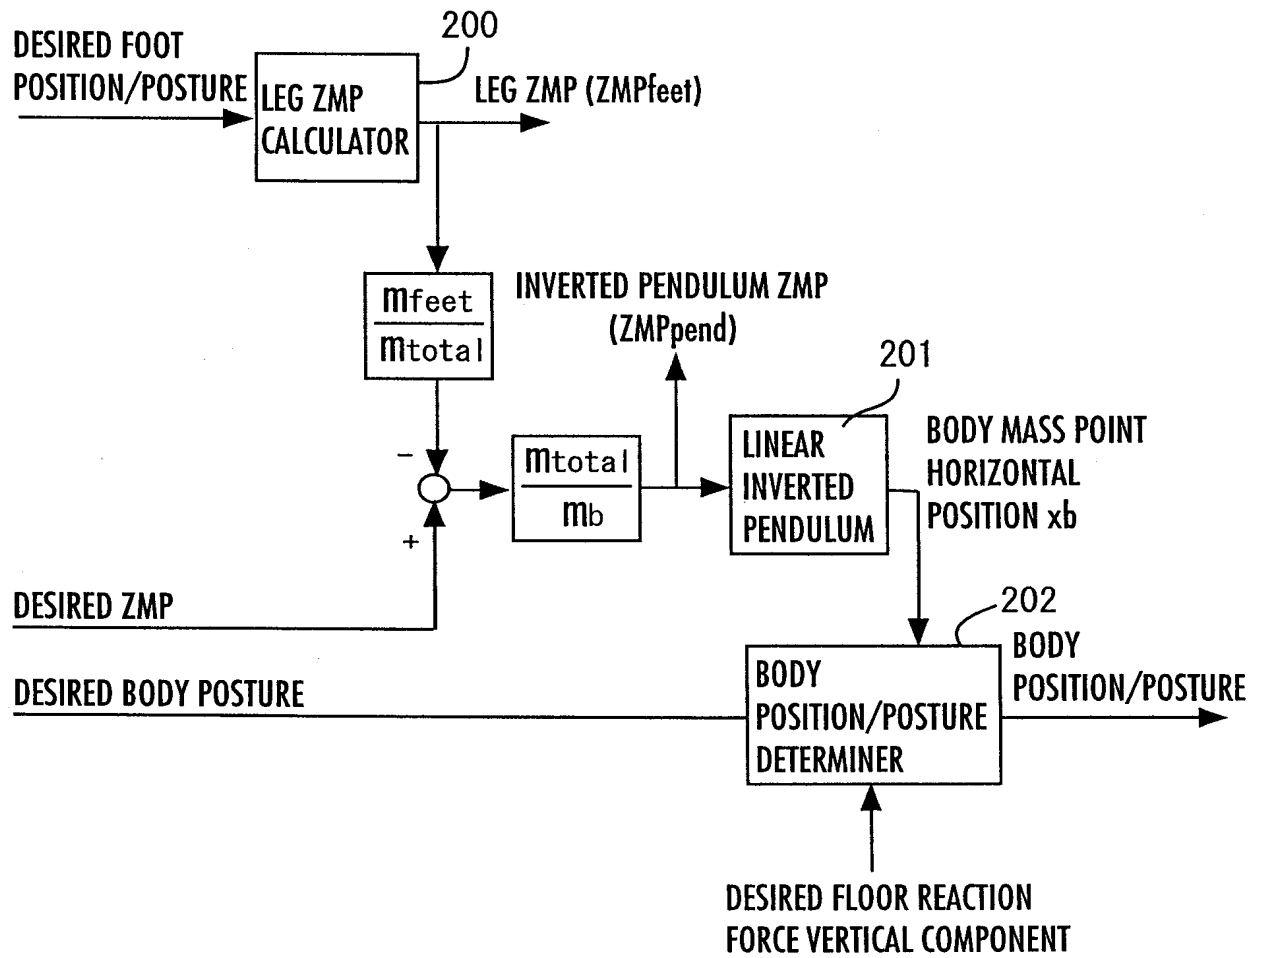 DESIRED FOOT
POSITION/POSTURE
200
LEG ZMP
CALCULATOR
LEG ZMP (ZMPfeet)
mfeet
mtotal
INVERTED PENDULUM ZMP
(ZMPpend)
201
−
+
mtotal
mb
LINEAR
INVERTED
PENDULUM
BODY MASS POINT
HORIZONTAL
POSITION xb
DESIRED ZMP
202
DESIRED BODY POSTURE
BODY
POSITION/POSTURE
DETERMINER
BODY
POSITION/POSTURE
DESIRED FLOOR REACTION
FORCE VERTICAL COMPONENT